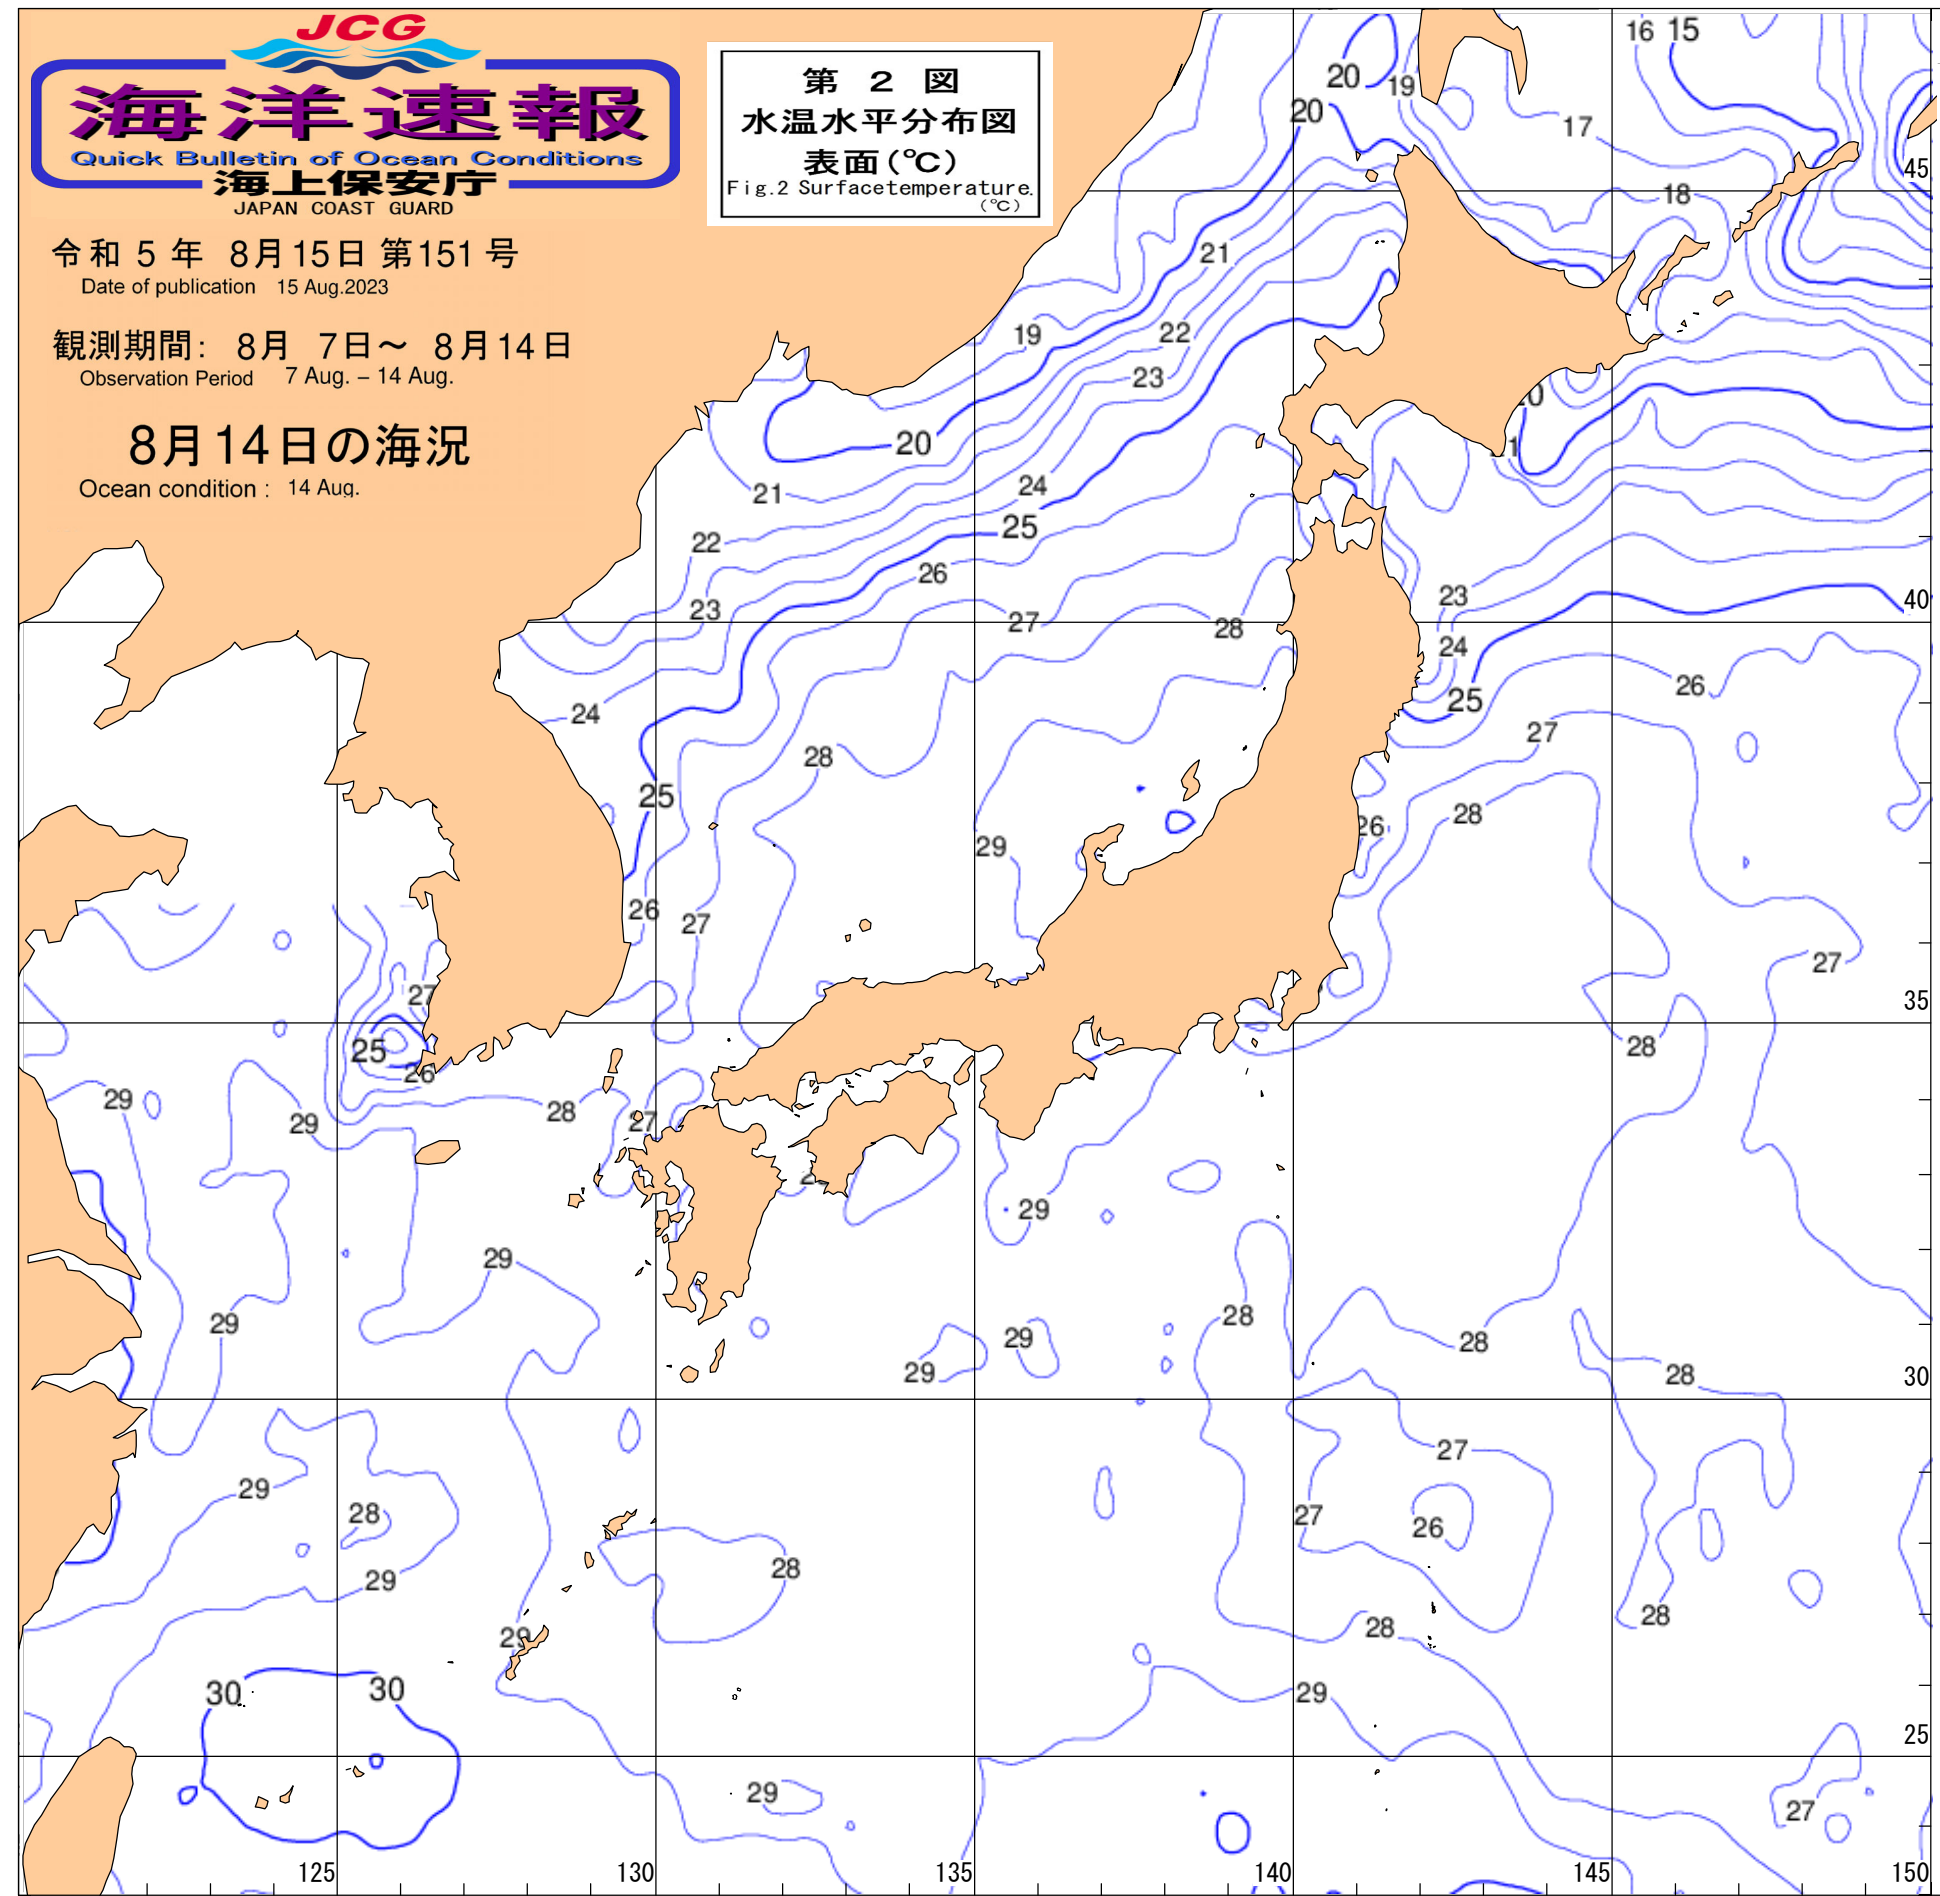 JCG
海洋速報
Quick Bulletin of Ocean Conditions
海上保安庁
JAPAN COAST GUARD
令和 5 年 8月15日 第151号
Date of publication 15 Aug.2023
観測期間: 8月 7日~ 8月14日
Observation Period 7 Aug. – 14 Aug.
8月14日の海況
Ocean condition : 14 Aug.
第 2 図
水温水平分布図
表面(℃)
Fig.2 Surfacetemperature.
(℃)
16 15
20 19
20 17
45
18
21
19 22
23
20
20
21 24
22 25
26
23 27 28 23 40
24
24 25 26
28 27
25 28
29 26
26 27
27
27 35
25 28
26
29 29 28 27
29
29
29 28 28
29 29
29 28 30
27
29
28 27 26
28
29
28
29 28
30 30 29
25
29 27
125 130 135 140 145 150